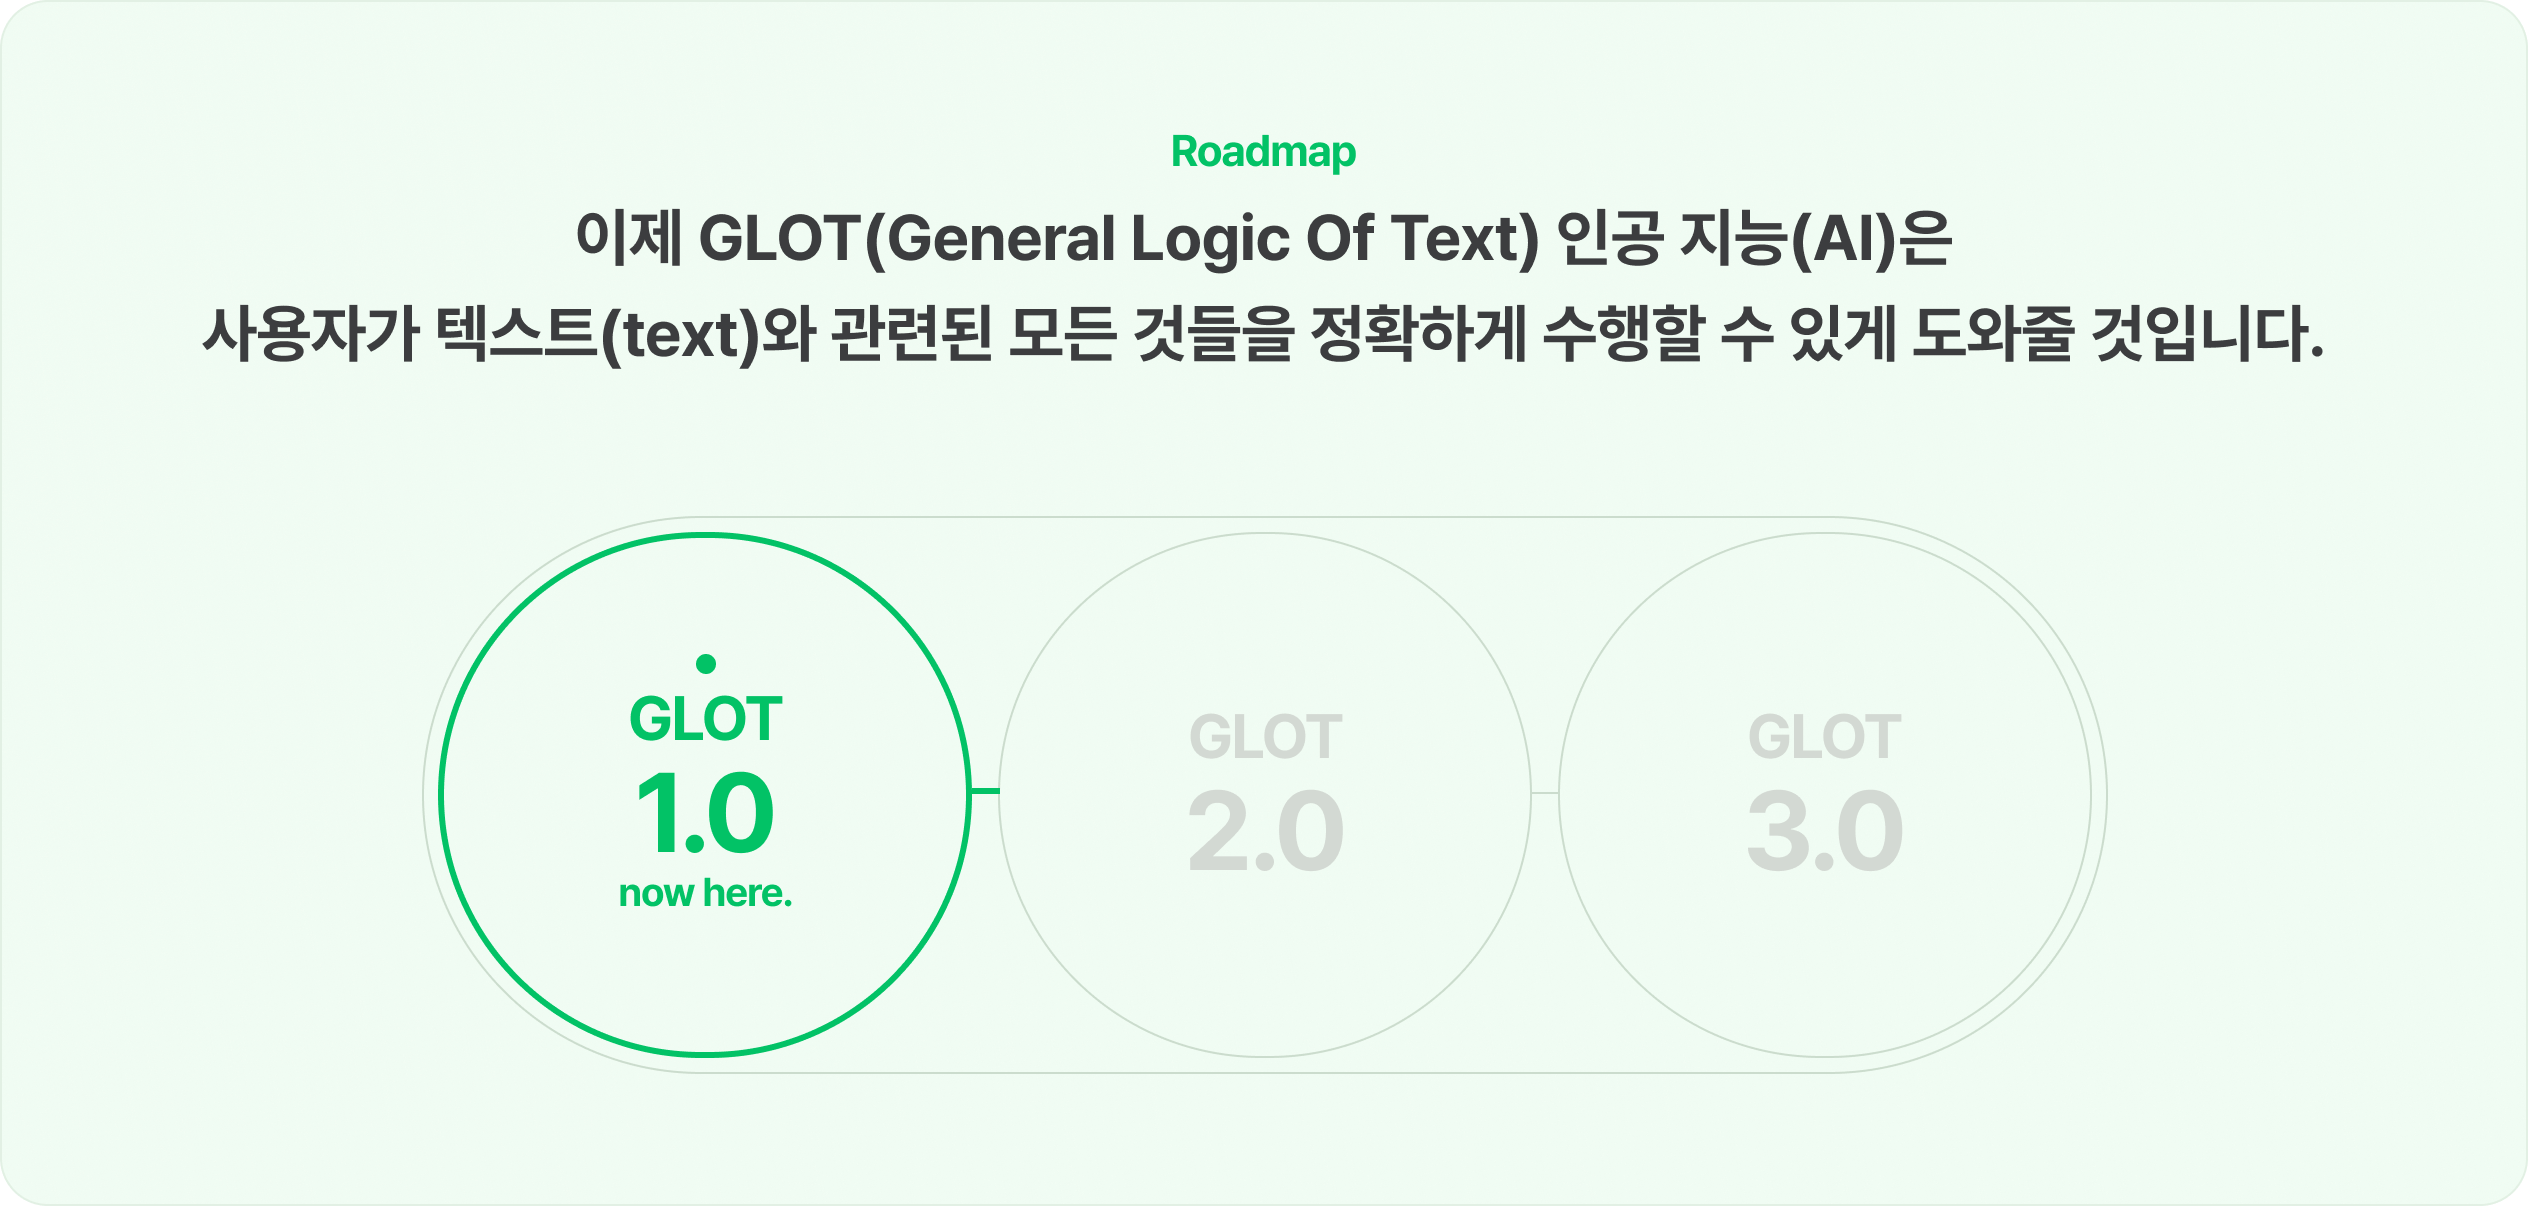 Roadmap
이제 GLOT(General Logic Of Text) 인공 지능(AI)은
사용자가 텍스트(text)와 관련된 모든 것들을 정확하게 수행할 수 있게 도와줄 것입니다.
GLOT
1.0
now here.
GLOT
2.0
GLOT
3.0